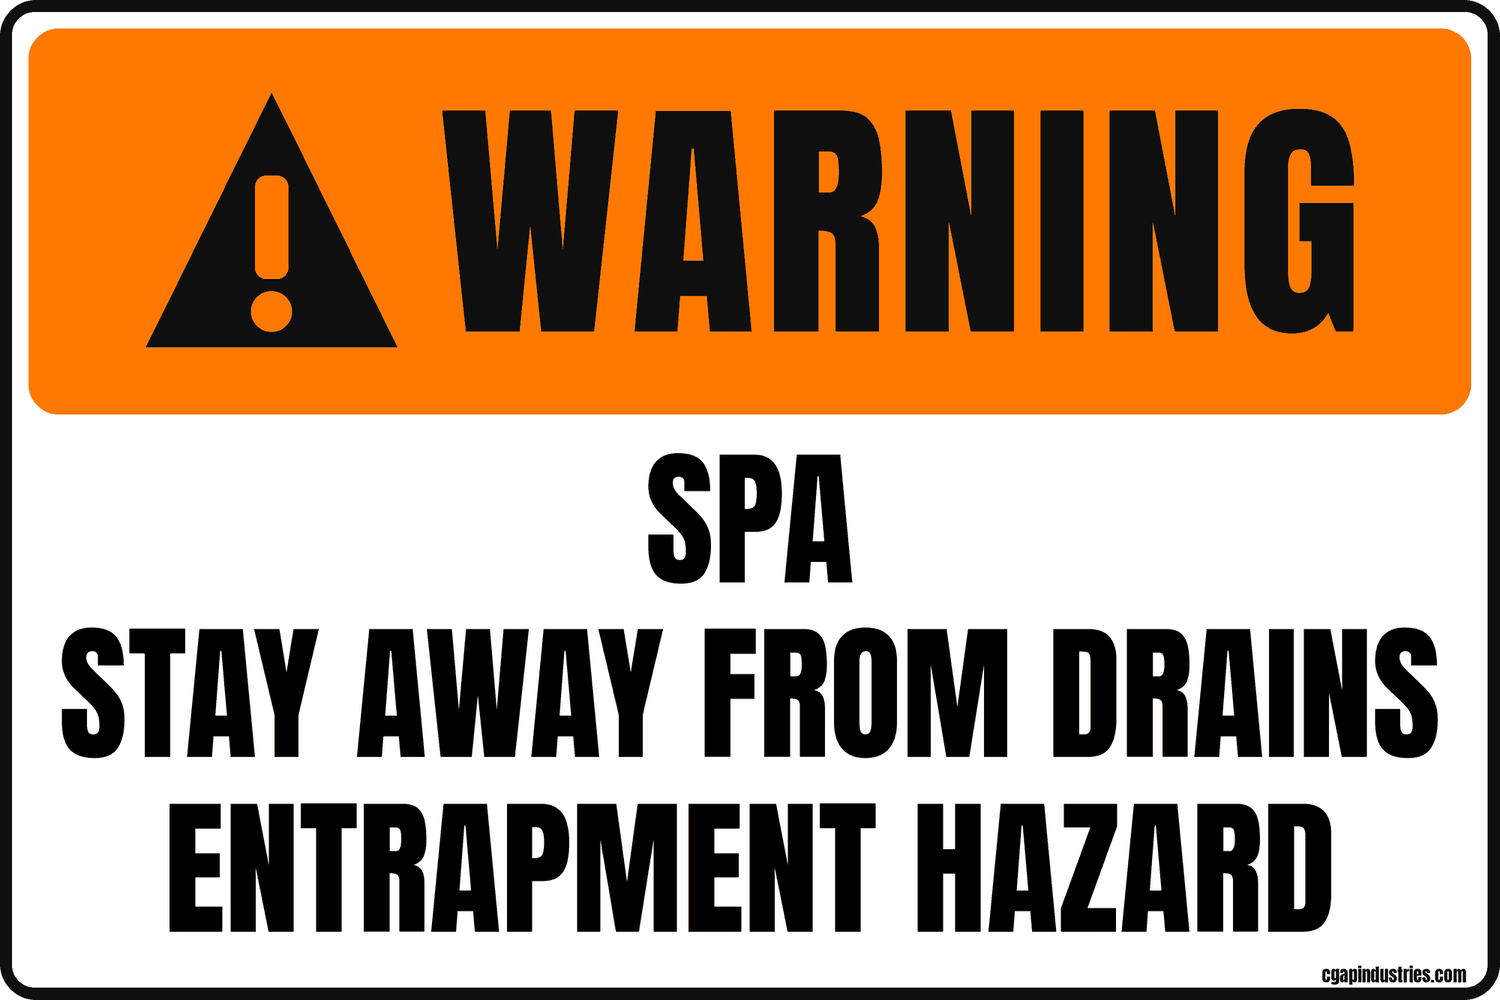 WARNING
SPA
STAY AWAY FROM DRAINS
ENTRAPMENT HAZARD
cgapindustries.com